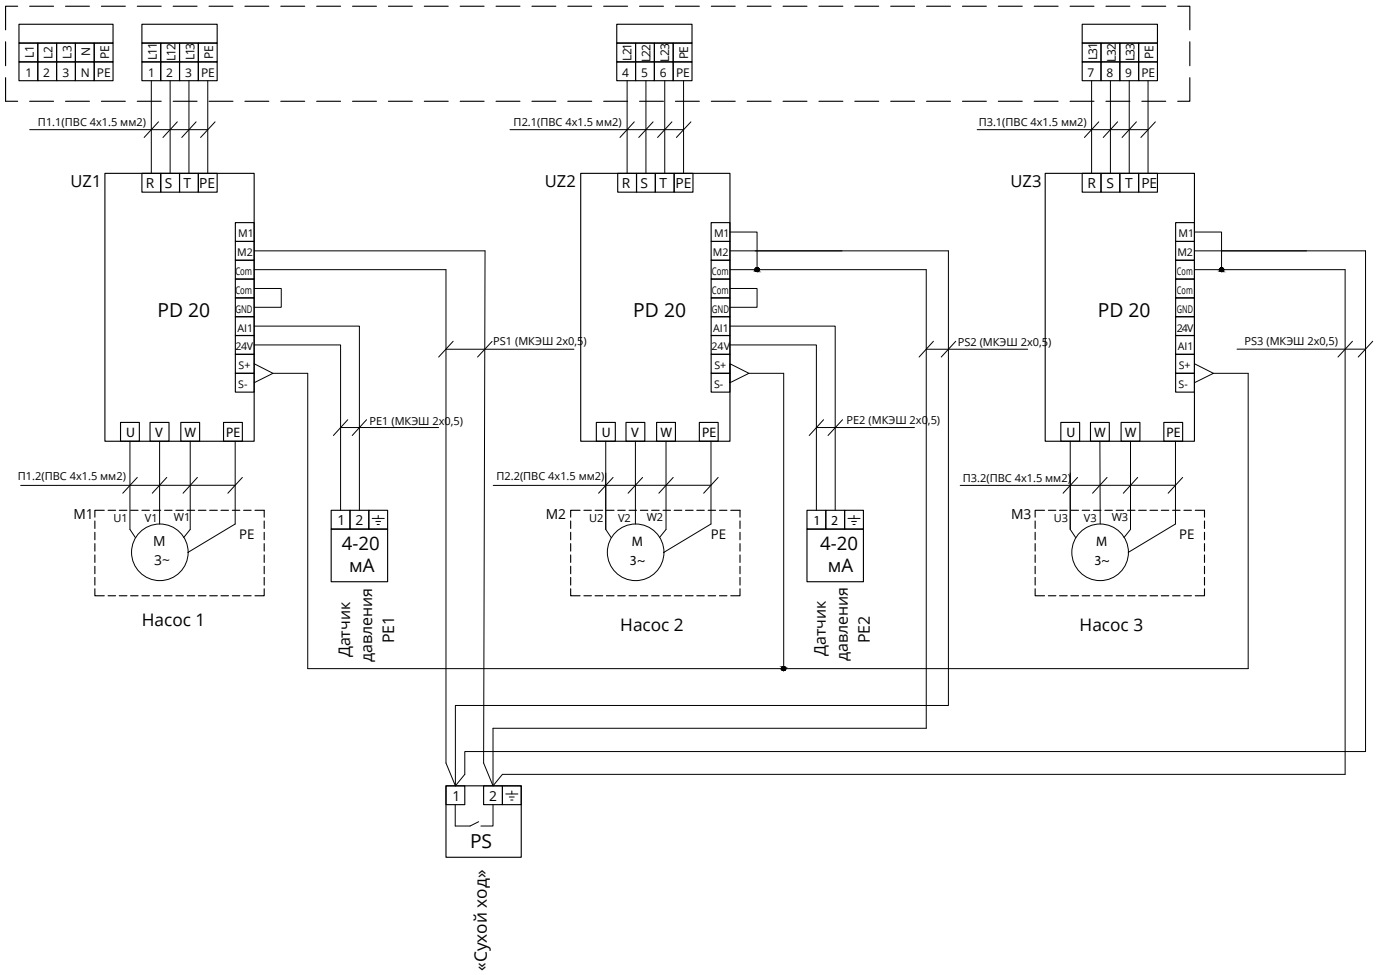 L1 L2 L3 N PE
1 2 3 N PE
L11 L12 L13 PE
1 2 3 PE
L21 L22 L23 PE
4 5 6 PE
L31 L32 L33 PE
7 8 9 PE
П1.1(ПВС 4х1.5 мм2)
П2.1(ПВС 4х1.5 мм2)
П3.1(ПВС 4х1.5 мм2)
UZ1
R S T PE
M1
M2
Com
Com
GND
AI1
24V
S+
S-
PD 20
U V W PE
UZ2
R S T PE
M1
M2
Com
Com
GND
AI1
24V
S+
S-
PD 20
U V W PE
UZ3
R S T PE
M1
M2
Com
Com
GND
24V
AI1
S+
S-
PD 20
U W W PE
PS1 (МКЭШ 2х0,5)
PS2 (МКЭШ 2х0,5)
PS3 (МКЭШ 2х0,5)
PE1 (МКЭШ 2х0,5)
PE2 (МКЭШ 2х0,5)
П1.2(ПВС 4х1.5 мм2)
П2.2(ПВС 4х1.5 мм2)
П3.2(ПВС 4х1.5 мм2)
M1
U1 V1 W1
PE
M
3~
Насос 1
1 2
4-20
мА
Датчик
давления
PE1
M2
U2 V2 W2
PE
M
3~
Насос 2
1 2
4-20
мА
Датчик
давления
PE2
M3
U3 V3 W3
PE
M
3~
Насос 3
1 2
PS
«Сухой ход»